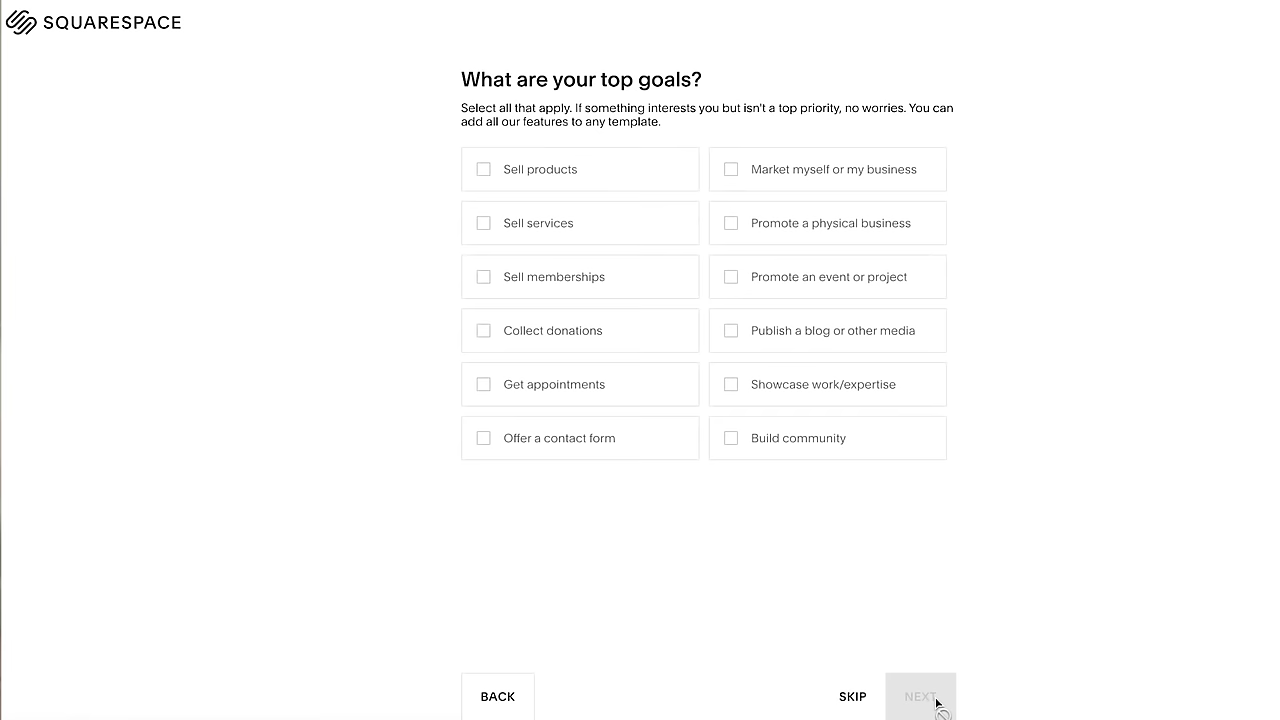 SQUARESPACE
What are your top goals?
Select all that apply. If something interests you but isn't a top priority, no worries. You can
add all our features to any template.
Sell products
Market myself or my business
Sell services
Promote a physical business
Sell memberships
Promote an event or project
Collect donations
Publish a blog or other media
Get appointments
Showcase work/expertise
Offer a contact form
Build community
BACK
SKIP
NEXT